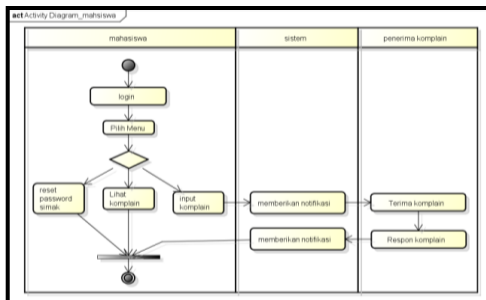 act Activity Diagram_mahsiswa
mahasiswa
sistem
penerima komplain
login
Pilih Menu
reset
password
simak
Lihat
komplain
input
komplain
memberikan notifikasi
Terima komplain
memberikan notifikasi
Respon komplain